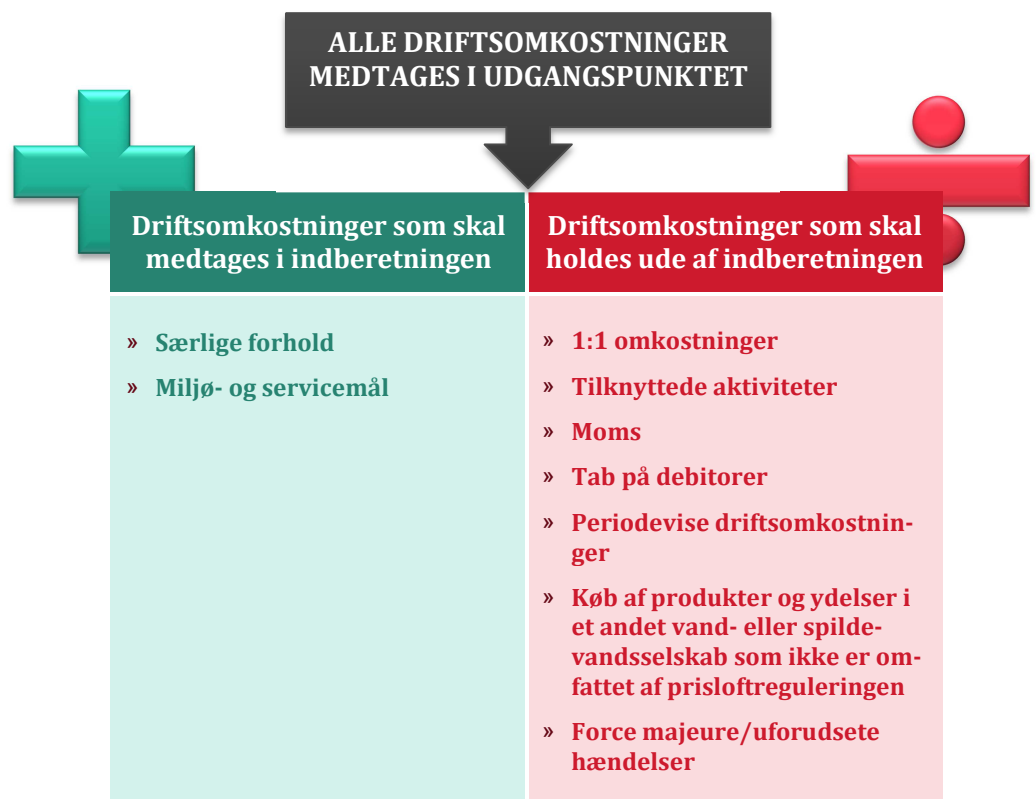 ALLE DRIFTSOMKOSTNINGER
MEDTAGES I UDGANGSPUNKTET
Driftsomkostninger som skal
medtages i indberetningen
» Særlige forhold
» Miljø- og servicemål
Driftsomkostninger som skal
holdes ude af indberetningen
» 1:1 omkostninger
» Tilknyttede aktiviteter
» Moms
» Tab på debitorer
» Periodevise driftsomkostnin-
ger
» Køb af produkter og ydelser i
et andet vand- eller spilde-
vandsselskab som ikke er om-
fattet af prisloftreguleringen
» Force majeure/uforudsete
hændelser